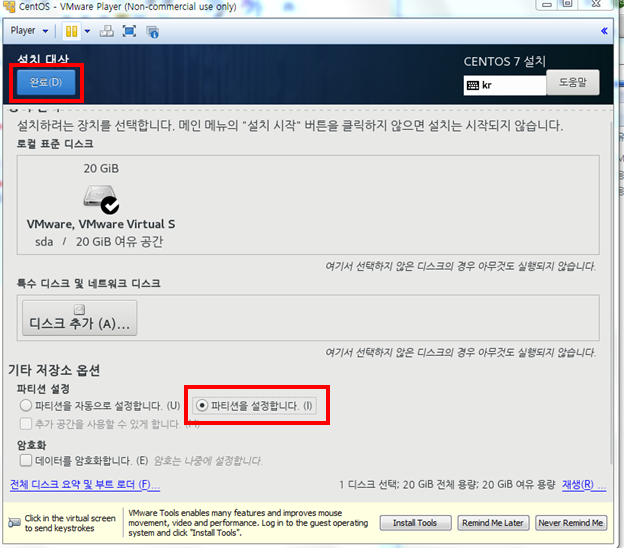 CentOS - VMware Player (Non-commercial use only)
Player
설치 대상
CENTOS 7 설치
완료(D)
kr
도움말
설치하려는 장치를 선택합니다. 메인 메뉴의 "설치 시작" 버튼을 클릭하지 않으면 설치는 시작되지 않습니다.
로컬 표준 디스크
20 GiB
VMware, VMware Virtual S
sda / 20 GiB 여유 공간
여기서 선택하지 않은 디스크의 경우 아무것도 실행되지 않습니다.
특수 디스크 및 네트워크 디스크
디스크 추가 (A)...
여기서 선택하지 않은 디스크의 경우 아무것도 실행되지 않습니다.
기타 저장소 옵션
파티션 설정
파티션을 자동으로 설정합니다. (U) 파티션을 설정합니다. (I)
추가 공간을 사용할 수 있게 합니다.
암호화
데이터를 암호화합니다. (E) 암호는 나중에 설정합니다.
전체 디스크 요약 및 부트 로더 (F)... 1 디스크 선택; 20 GiB 전체 용량; 20 GiB 여유 용량 재생(R) ...
Click in the virtual screen
to send keystrokes
VMware Tools enables many features and improves mouse
movement, video and performance. Log in to the guest operating
system and click "Install Tools".
Install Tools
Remind Me Later
Never Remind Me